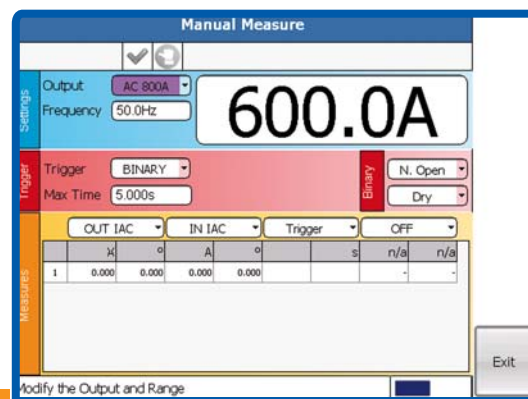 Manual Measure
Settings
Output AC 800A
Frequency 50.0Hz
600.0A
Trigger
Trigger BINARY
Max Time 5.000s
Binary
N. Open
Dry
Measures
OUT IAC IN IAC Trigger OFF
° A ° s n/a n/a
1 0.000 0.000 0.000 0.000 - -
Modify the Output and Range
Exit